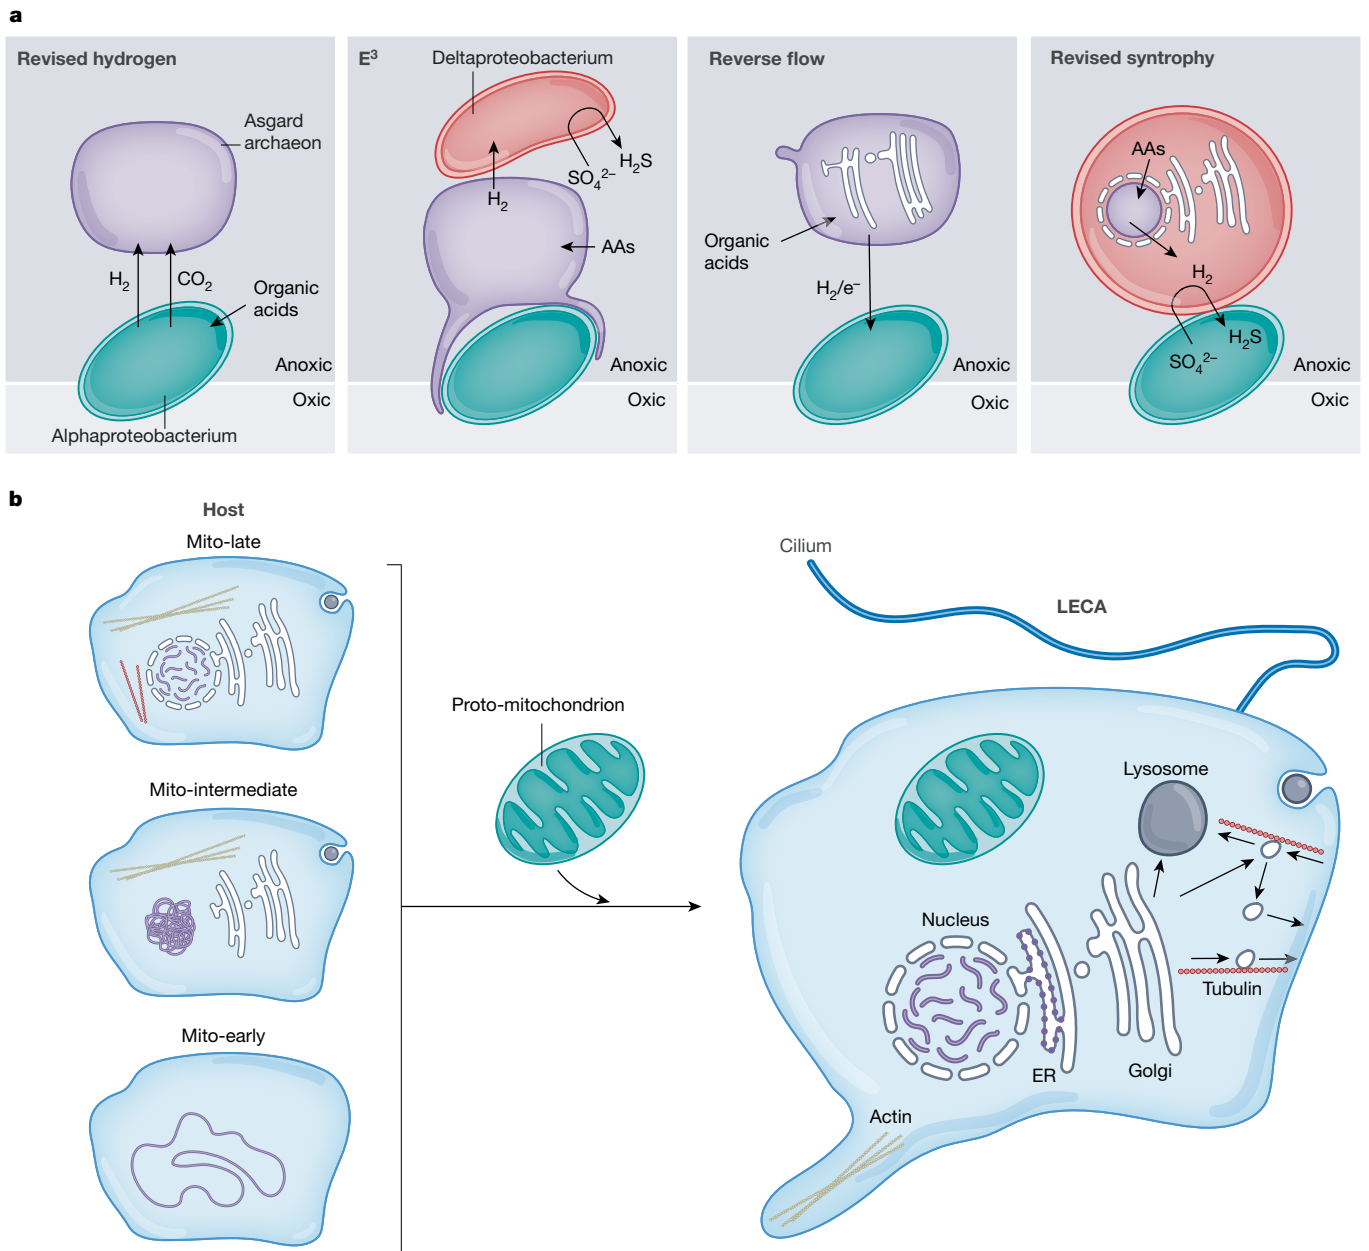 a
Revised hydrogen
Asgard
archaeon
H₂
CO₂
Organic
acids
Anoxic
Oxic
Alphaproteobacterium
E³
Deltaproteobacterium
H₂S
SO₄²⁻
H₂
AAs
Anoxic
Oxic
Reverse flow
Organic
acids
H₂/e⁻
Anoxic
Oxic
Revised syntrophy
AAs
H₂
H₂S
SO₄²⁻
Anoxic
Oxic
b
Host
Mito-late
Mito-intermediate
Mito-early
Proto-mitochondrion
Cilium
LECA
Lysosome
Nucleus
Tubulin
ER
Golgi
Actin